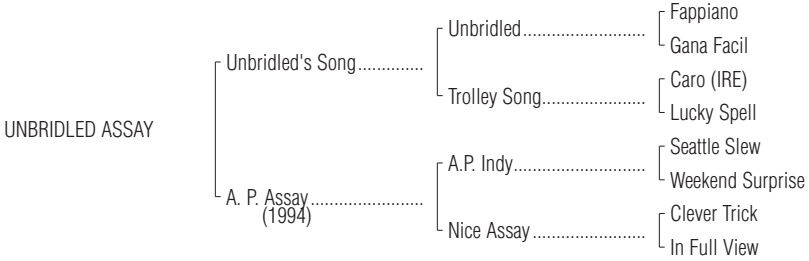 Fappiano
Unbridled..........................
Gana Facil
Unbridled's Song..............
Caro (IRE)
Trolley Song......................
Lucky Spell
UNBRIDLED ASSAY
Seattle Slew
A.P. Indy............................
Weekend Surprise
A. P. Assay........................
(1994)
Clever Trick
Nice Assay........................
In Full View